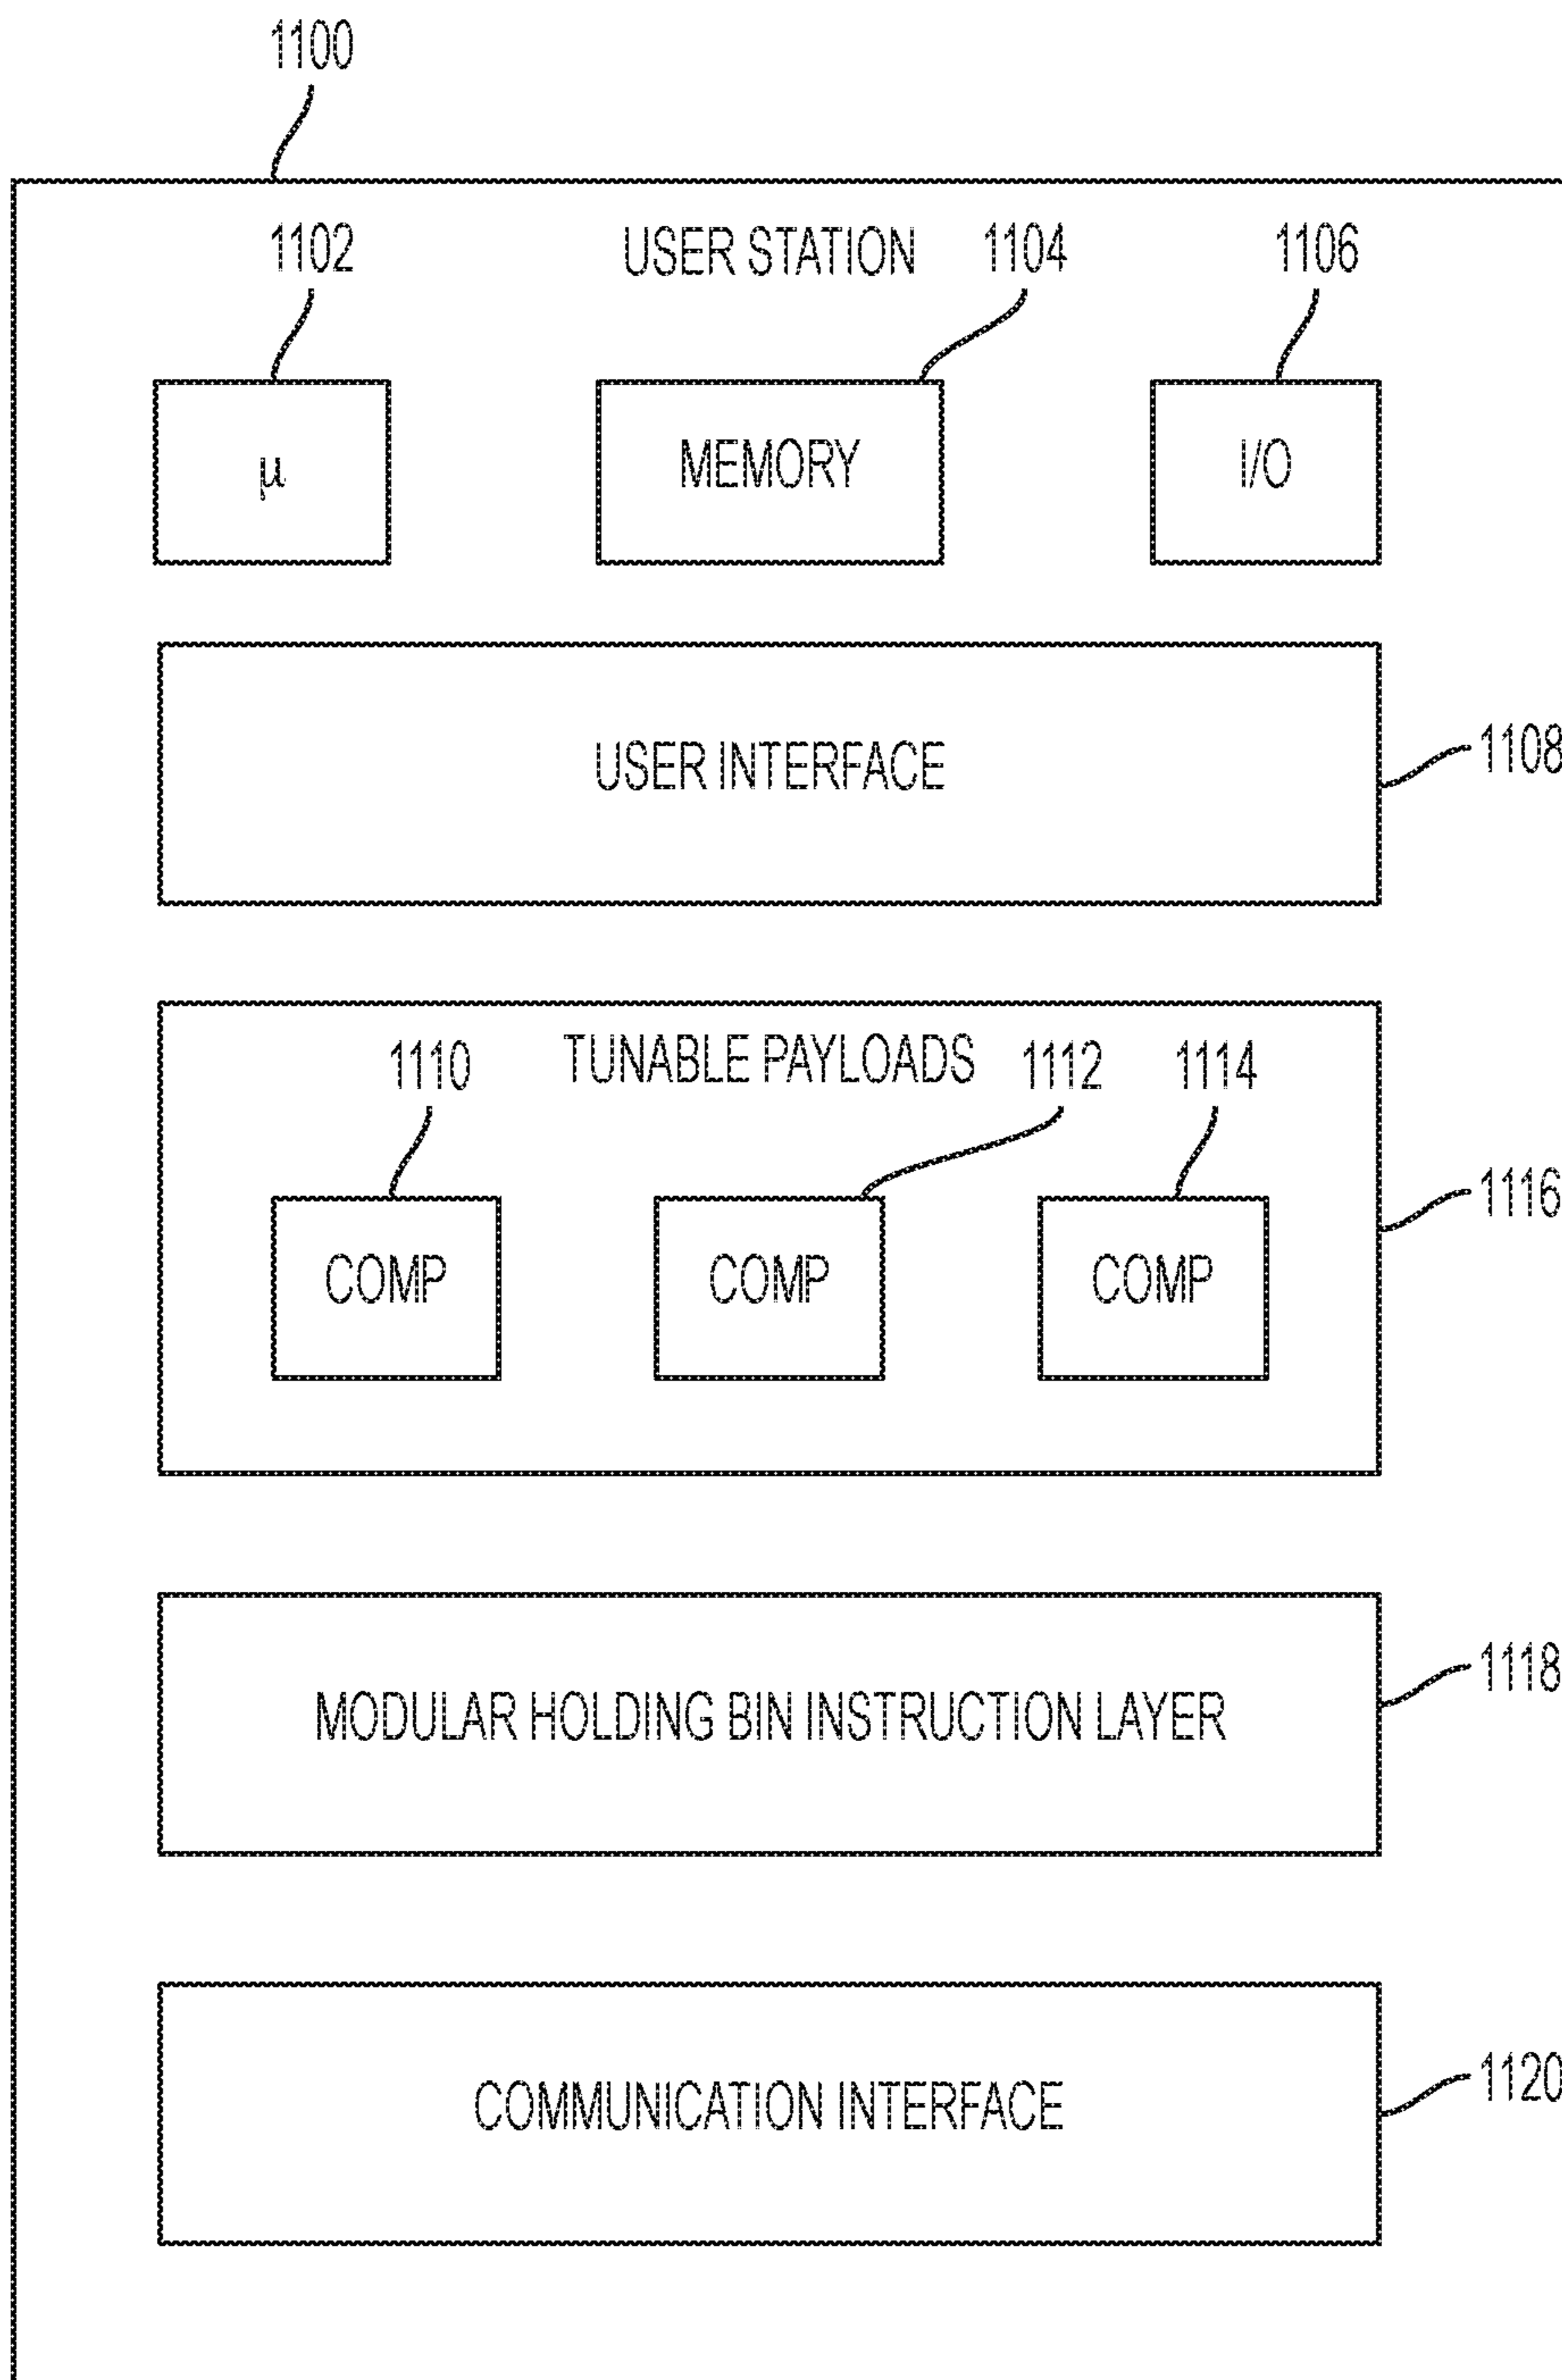 1100
USER STATION
1102
1104
1106
μ
MEMORY
I/O
USER INTERFACE
1108
TUNABLE PAYLOADS
1110
1112
1114
COMP
COMP
COMP
1116
MODULAR HOLDING BIN INSTRUCTION LAYER
1118
COMMUNICATION INTERFACE
1120